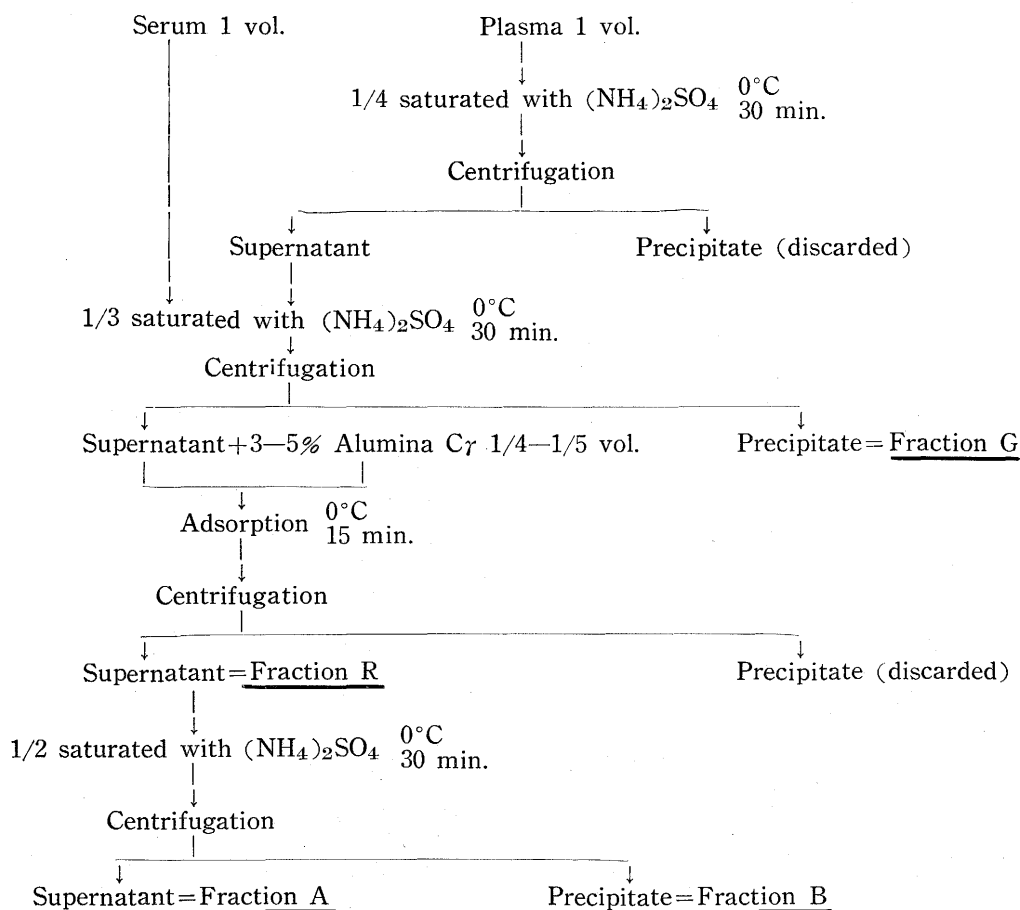 Serum 1 vol. Plasma 1 vol.
1/4 saturated with (NH₄)₂SO₄ 0°C
30 min.
Centrifugation
Supernatant Precipitate (discarded)
1/3 saturated with (NH₄)₂SO₄ 0°C
30 min.
Centrifugation
Supernatant+3—5% Alumina Cγ 1/4—1/5 vol. Precipitate=Fraction G
Adsorption 0°C
15 min.
Centrifugation
Supernatant=Fraction R Precipitate (discarded)
1/2 saturated with (NH₄)₂SO₄ 0°C
30 min.
Centrifugation
Supernatant=Fraction A Precipitate=Fraction B